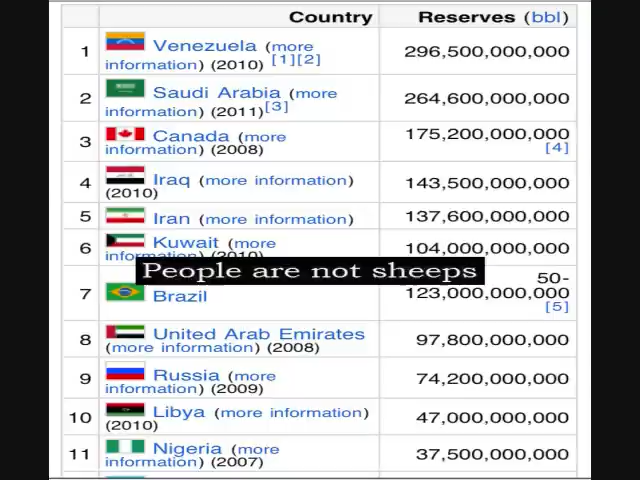 Country Reserves (bbl)
1 Venezuela (more 296,500,000,000
information) (2010) [1][2]
2 Saudi Arabia (more 264,600,000,000
information) (2011)[3]
3 Canada (more 175,200,000,000
information) (2008) [4]
4 Iraq (more information) 143,500,000,000
(2010)
5 Iran (more information) 137,600,000,000
6 Kuwait (more 104,000,000,000
information) (2010)
People are not sheeps
50-
7 Brazil 123,000,000,000
[5]
8 United Arab Emirates 97,800,000,000
(more information) (2008)
9 Russia (more 74,200,000,000
information) (2009)
10 Libya (more information) 47,000,000,000
(2010)
11 Nigeria (more 37,500,000,000
information) (2007)